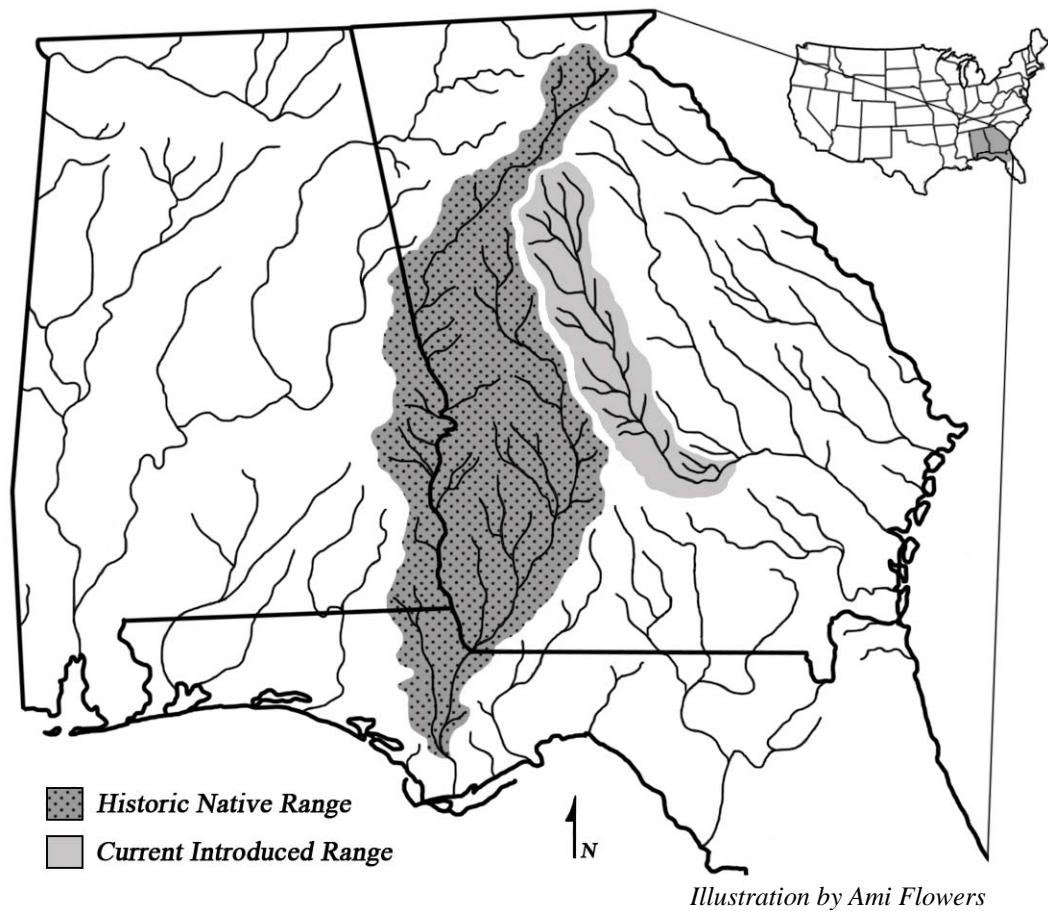 Historic Native Range
Current Introduced Range
N
Illustration by Ami Flowers